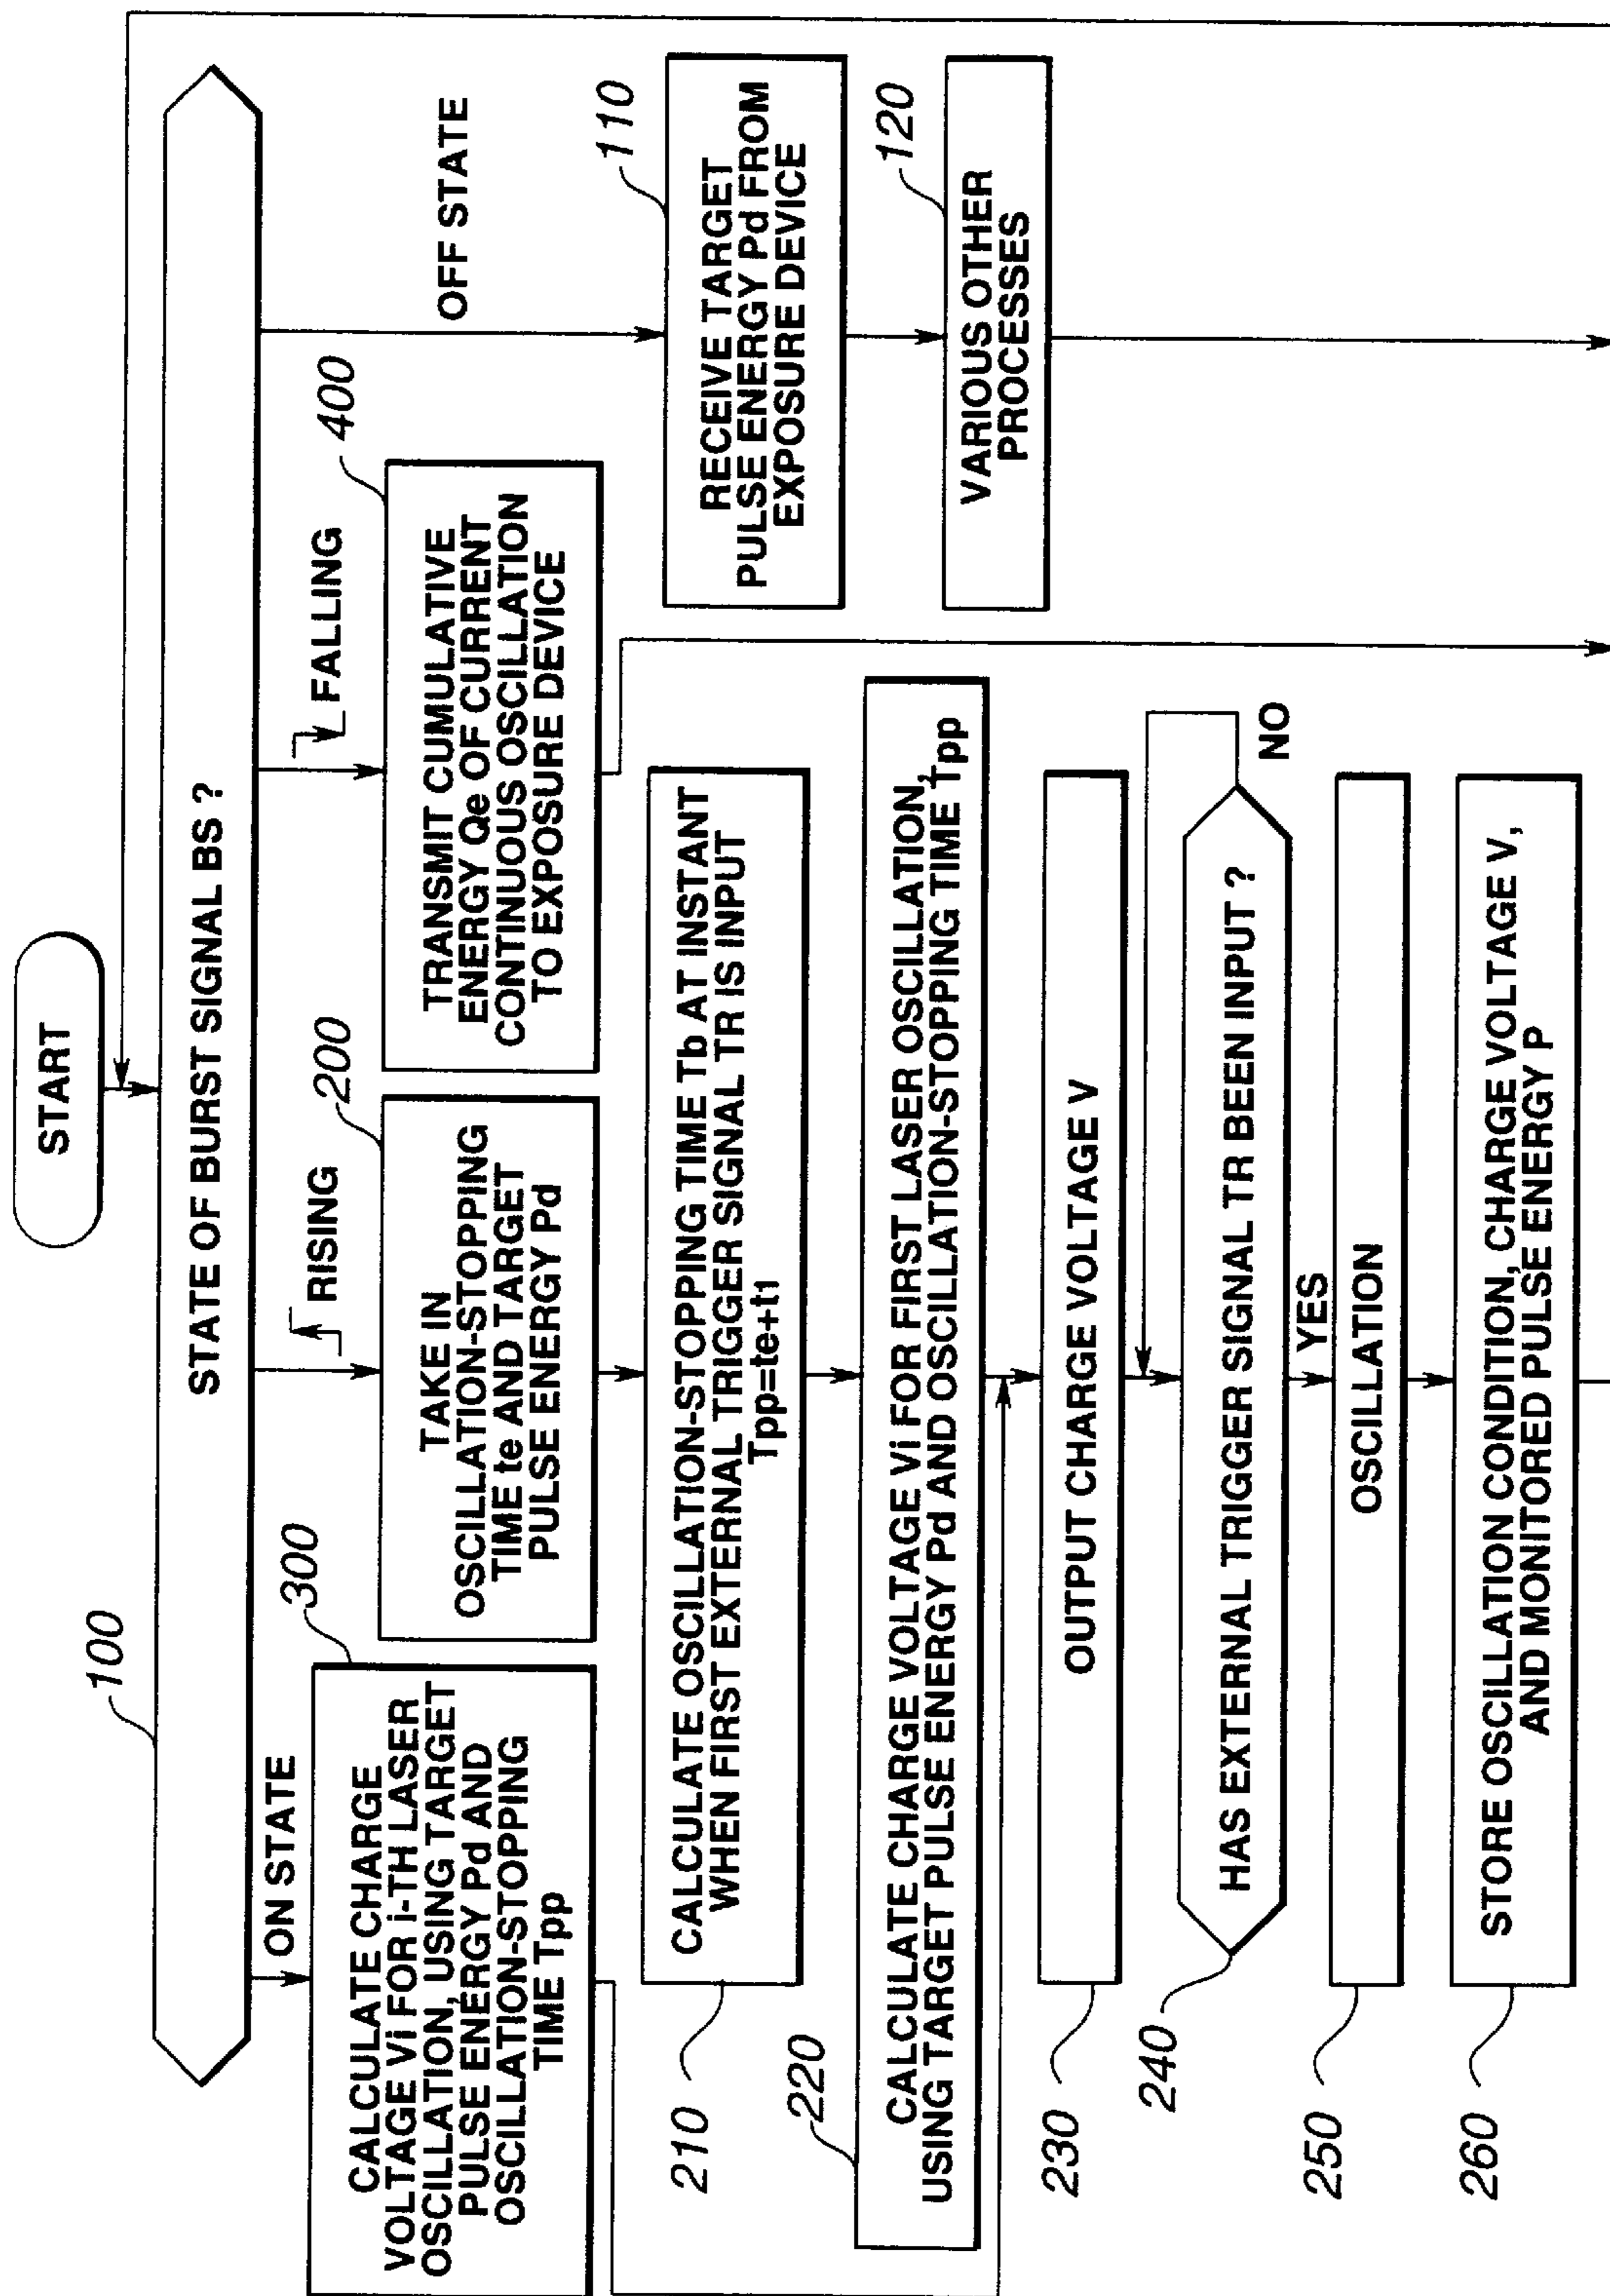 START
STATE OF BURST SIGNAL BS ?
100
ON STATE
RISING
FALLING
OFF STATE
300
CALCULATE CHARGE
VOLTAGE Vi FOR i-TH LASER
OSCILLATION, USING TARGET
PULSE ENERGY Pd AND
OSCILLATION-STOPPING
TIME Tpp
200
TAKE IN
OSCILLATION-STOPPING
TIME te AND TARGET
PULSE ENERGY Pd
400
TRANSMIT CUMULATIVE
ENERGY Qe OF CURRENT
CONTINUOUS OSCILLATION
TO EXPOSURE DEVICE
110
RECEIVE TARGET
PULSE ENERGY Pd FROM
EXPOSURE DEVICE
120
VARIOUS OTHER
PROCESSES
210
CALCULATE OSCILLATION-STOPPING TIME Tb AT INSTANT
WHEN FIRST EXTERNAL TRIGGER SIGNAL TR IS INPUT
Tpp=te+t1
220
CALCULATE CHARGE VOLTAGE Vi FOR FIRST LASER OSCILLATION,
USING TARGET PULSE ENERGY Pd AND OSCILLATION-STOPPING TIME Tpp
230
OUTPUT CHARGE VOLTAGE V
240
HAS EXTERNAL TRIGGER SIGNAL TR BEEN INPUT ?
NO
YES
250
OSCILLATION
260
STORE OSCILLATION CONDITION, CHARGE VOLTAGE V,
AND MONITORED PULSE ENERGY P